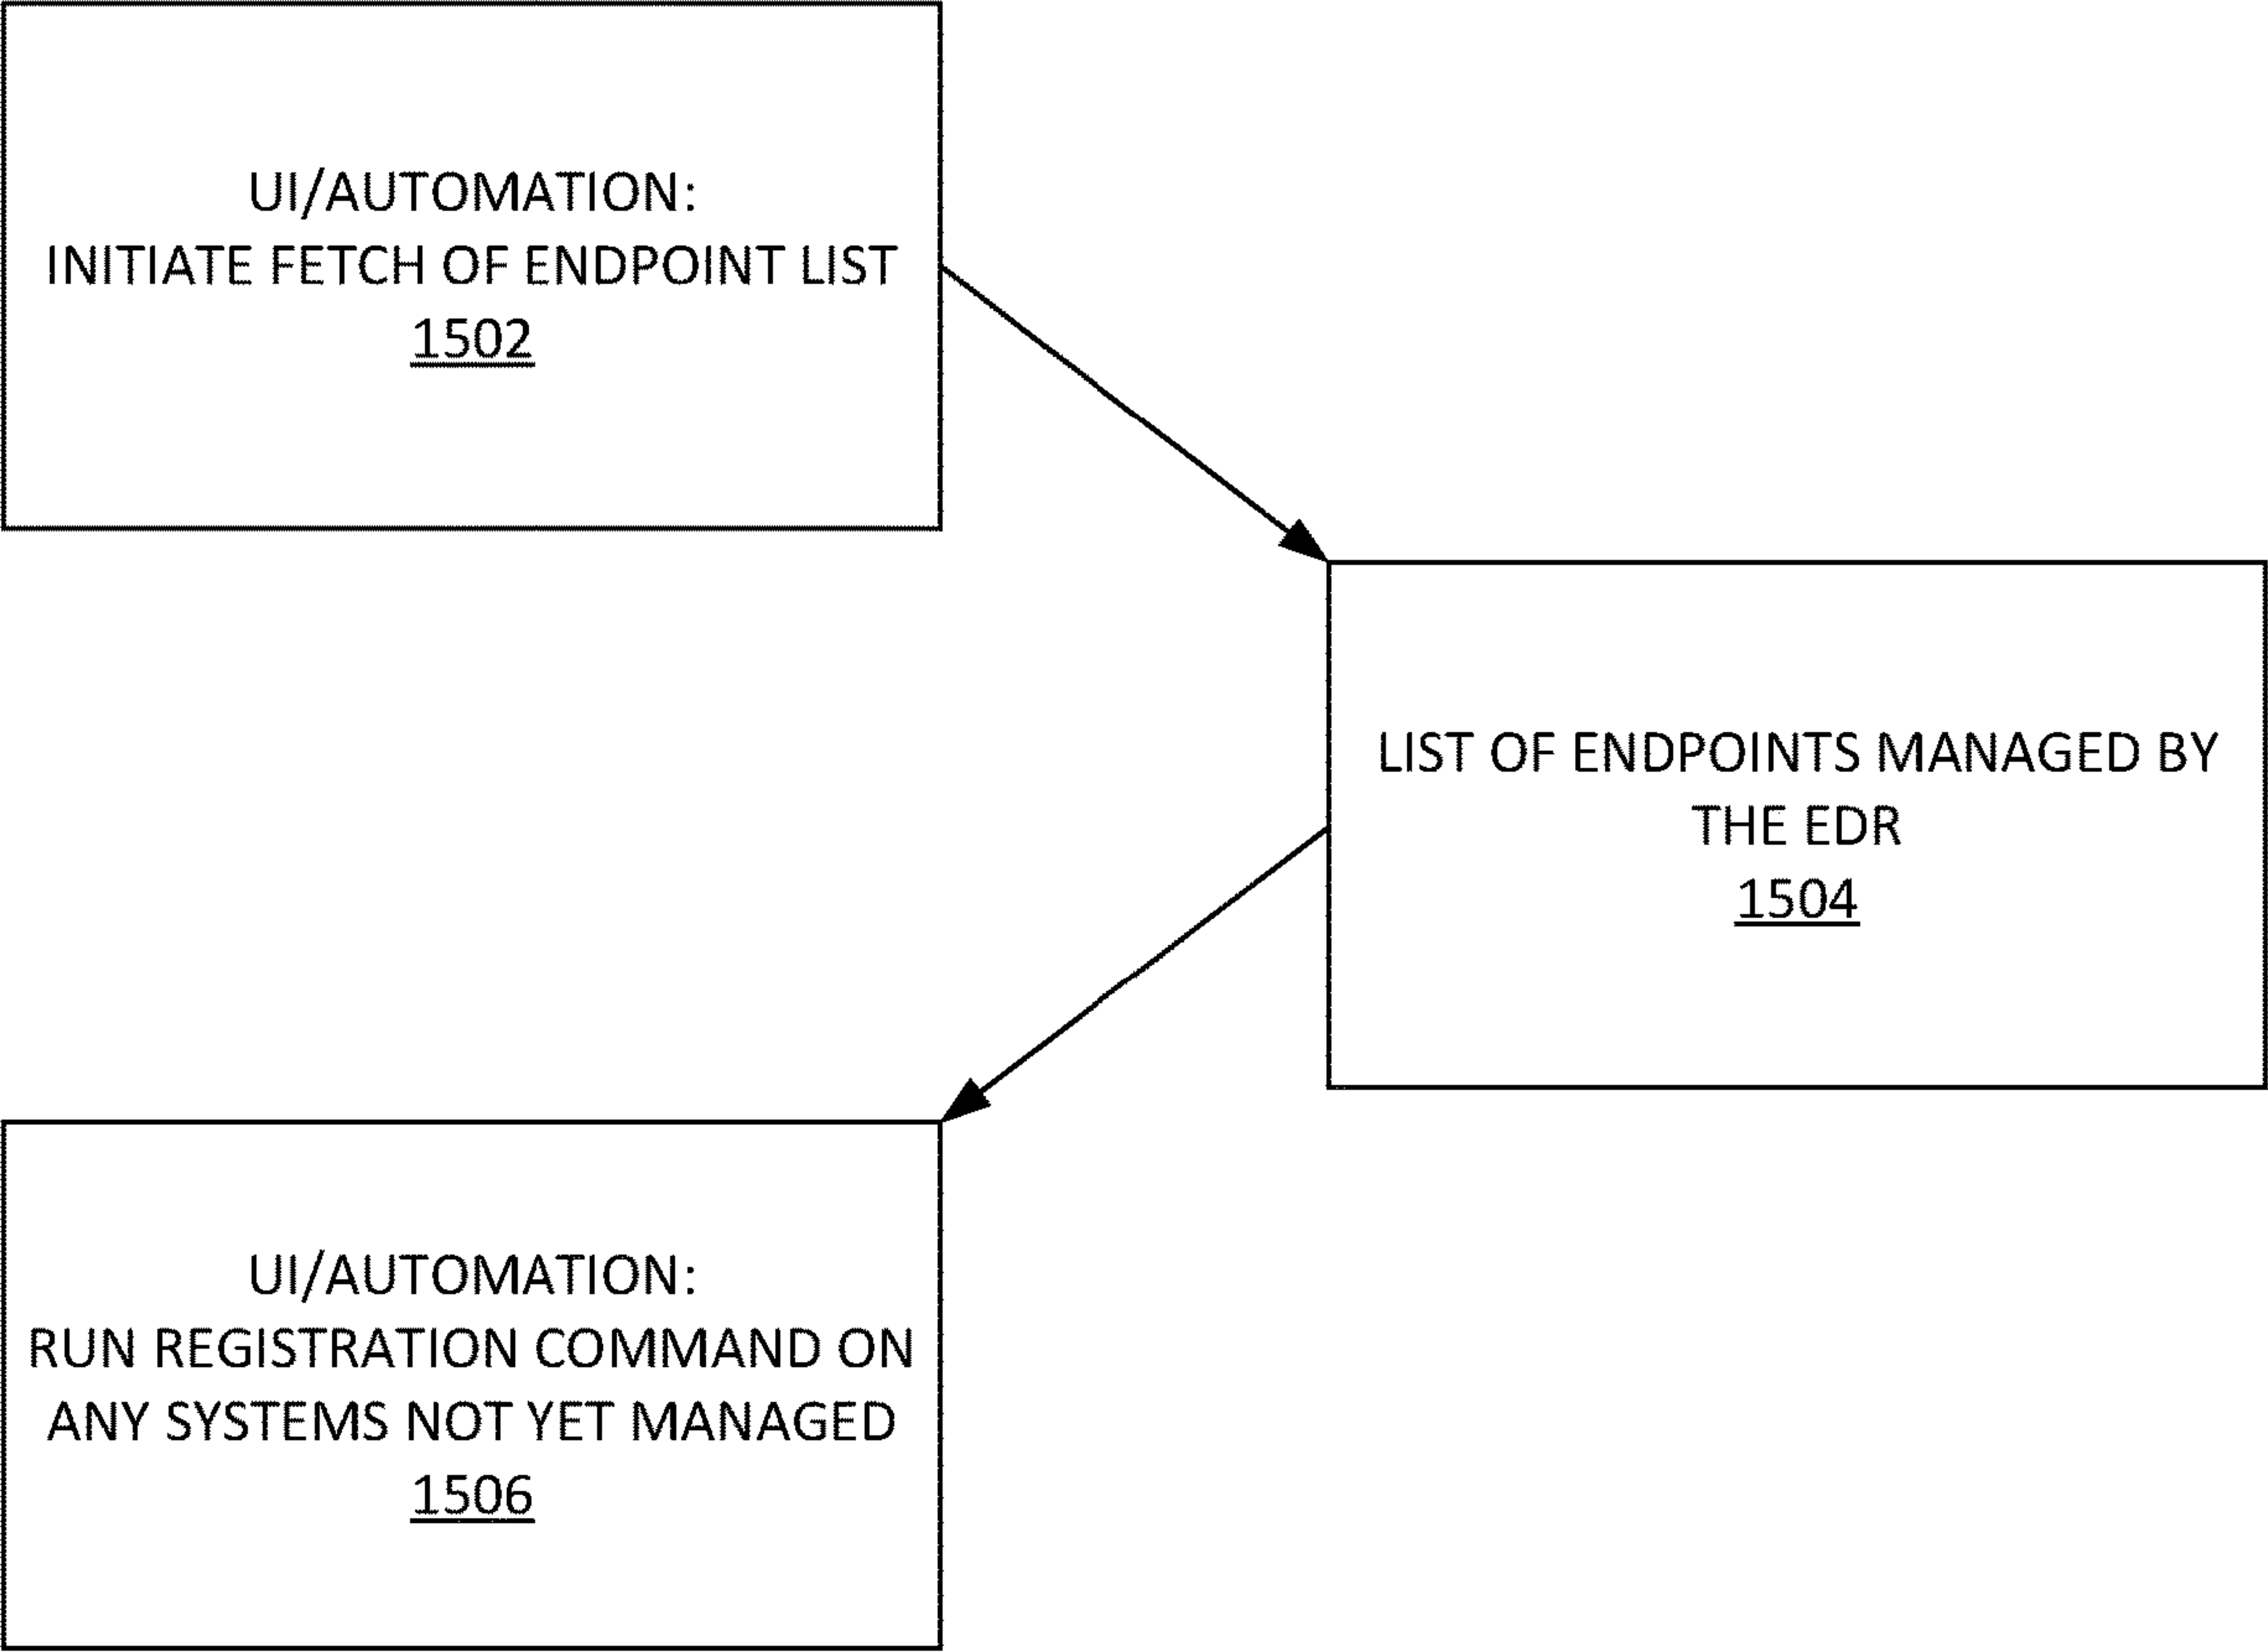 UI/AUTOMATION:
INITIATE FETCH OF ENDPOINT LIST
1502
LIST OF ENDPOINTS MANAGED BY
THE EDR
1504
UI/AUTOMATION:
RUN REGISTRATION COMMAND ON
ANY SYSTEMS NOT YET MANAGED
1506